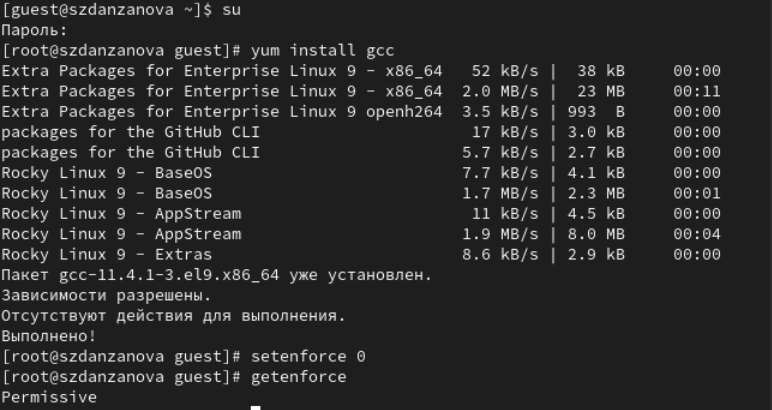 [guest@szdanzanova ~]$ su
Пароль:
[root@szdanzanova guest]# yum install gcc
Extra Packages for Enterprise Linux 9 - x86_64   52 kB/s |  38 kB     00:00
Extra Packages for Enterprise Linux 9 - x86_64  2.0 MB/s |  23 MB     00:11
Extra Packages for Enterprise Linux 9 openh264  3.5 kB/s | 993  B     00:00
packages for the GitHub CLI                      17 kB/s | 3.0 kB     00:00
packages for the GitHub CLI                     5.7 kB/s | 2.7 kB     00:00
Rocky Linux 9 - BaseOS                          7.7 kB/s | 4.1 kB     00:00
Rocky Linux 9 - BaseOS                          1.7 MB/s | 2.3 MB     00:01
Rocky Linux 9 - AppStream                        11 kB/s | 4.5 kB     00:00
Rocky Linux 9 - AppStream                       1.9 MB/s | 8.0 MB     00:04
Rocky Linux 9 - Extras                          8.6 kB/s | 2.9 kB     00:00
Пакет gcc-11.4.1-3.el9.x86_64 уже установлен.
Зависимости разрешены.
Отсутствуют действия для выполнения.
Выполнено!
[root@szdanzanova guest]# setenforce 0
[root@szdanzanova guest]# getenforce
Permissive